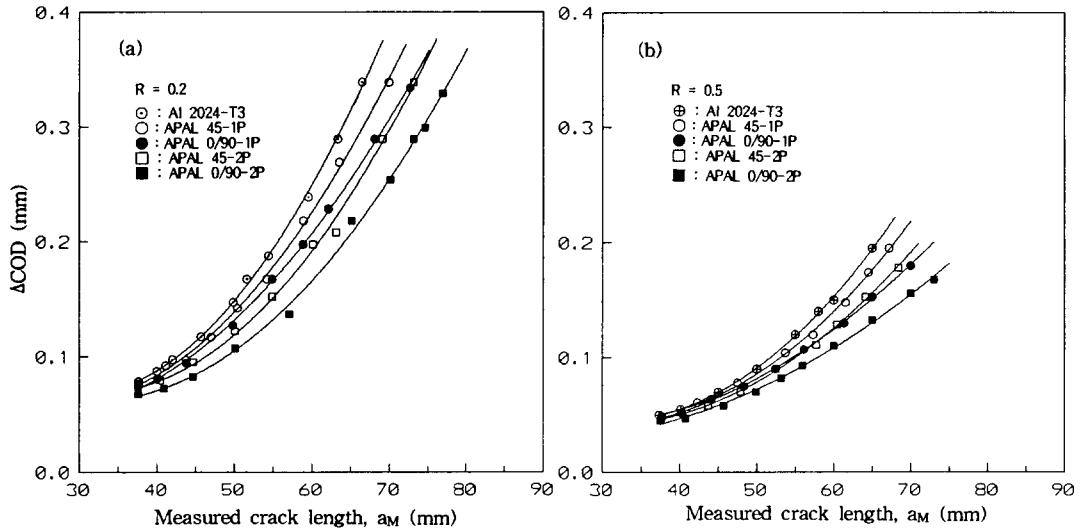 0.4
0.3
0.2
0.1
0.0
ΔCOD (mm)
(a)
R = 0.2
: Al 2024-T3
: APAL 45-1P
: APAL 0/90-1P
: APAL 45-2P
: APAL 0/90-2P
30 40 50 60 70 80 90
Measured crack length, aM (mm)
0.4
0.3
0.2
0.1
0.0
(b)
R = 0.5
: Al 2024-T3
: APAL 45-1P
: APAL 0/90-1P
: APAL 45-2P
: APAL 0/90-2P
30 40 50 60 70 80 90
Measured crack length, aM (mm)